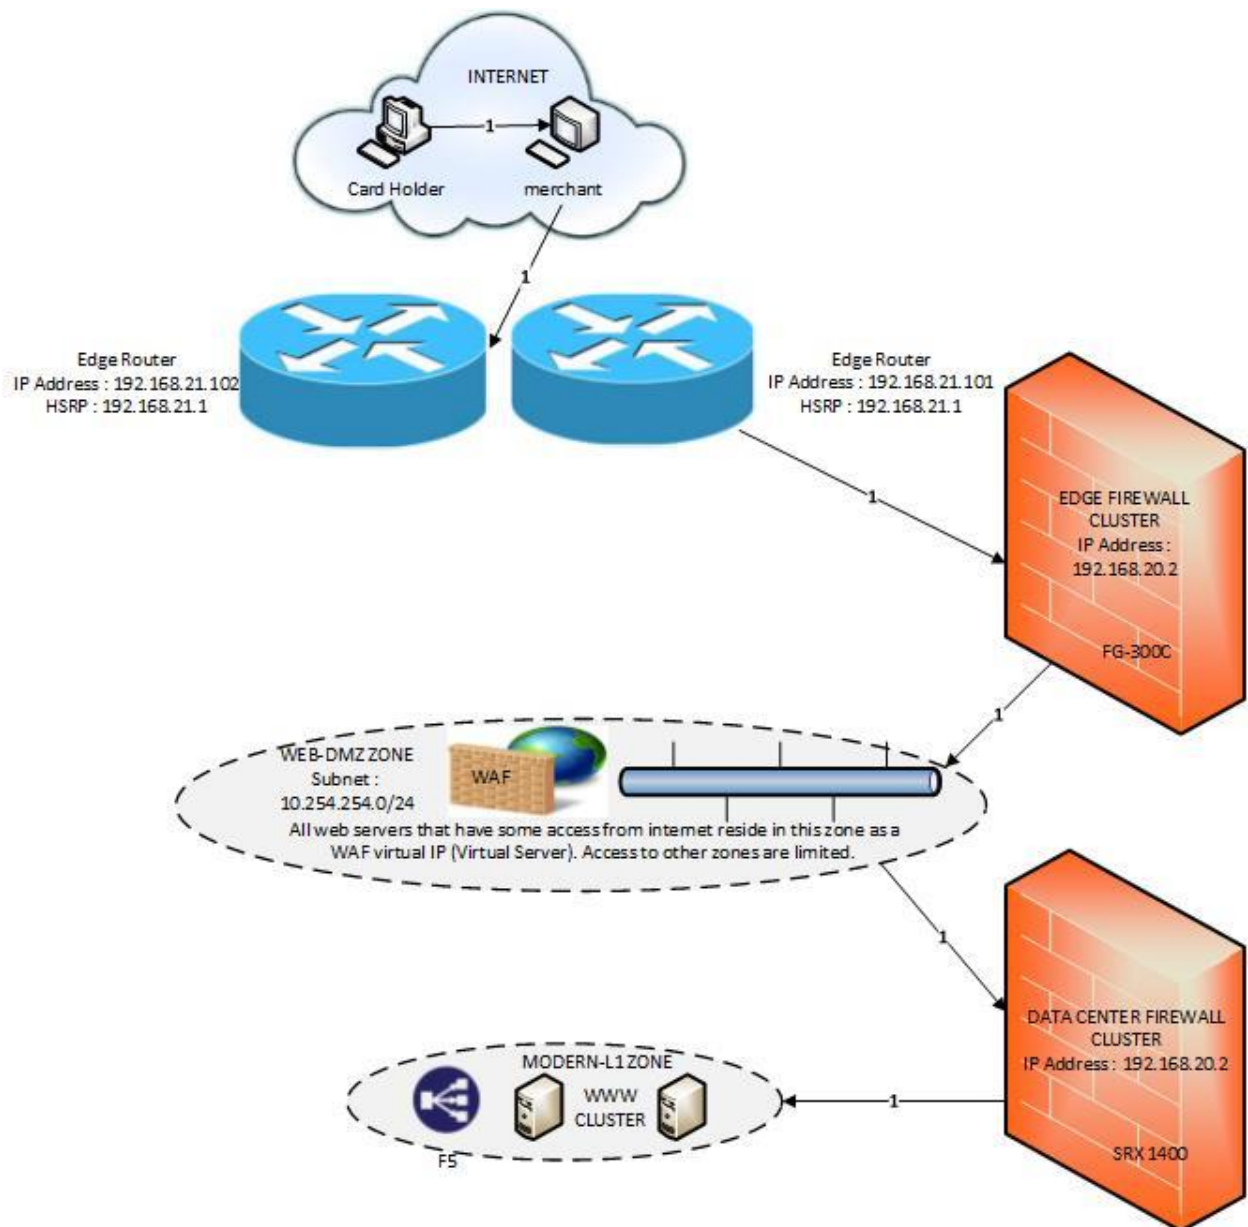 INTERNET
1
Card Holder
merchant
1
Edge Router
IP Address : 192.168.21.102
HSRP : 192.168.21.1
Edge Router
IP Address : 192.168.21.101
HSRP : 192.168.21.1
1
EDGE FIREWALL
CLUSTER
IP Address :
192.168.20.2
FG-300C
1
WEB-DMZ ZONE
Subnet :
10.254.254.0/24
WAF
All web servers that have some access from internet reside in this zone as a
WAF virtual IP (Virtual Server). Access to other zones are limited.
1
DATA CENTER FIREWALL
CLUSTER
IP Address : 192.168.20.2
SRX 1400
1
MODERN-L1 ZONE
WWW
CLUSTER
F5